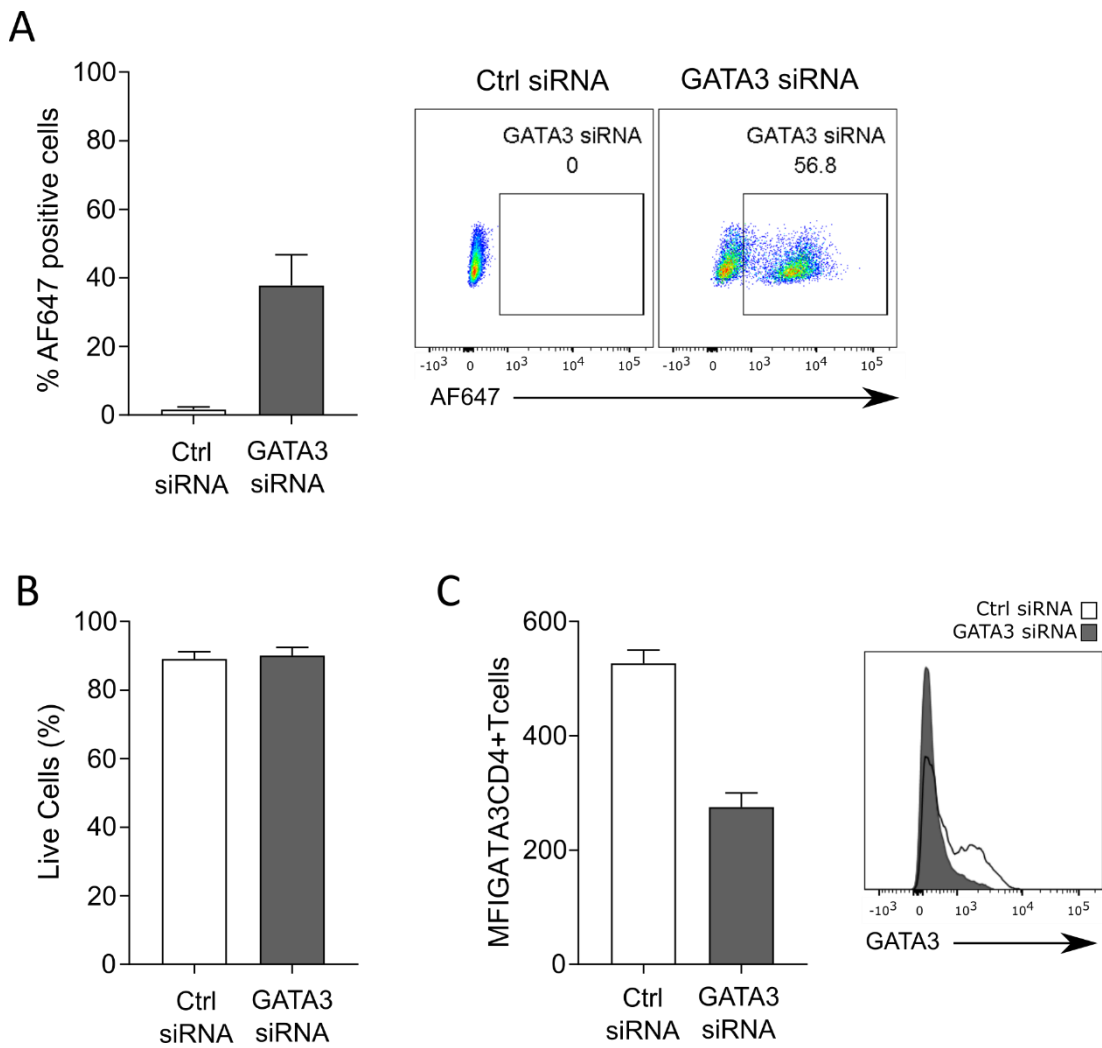 A
% AF647 positive cells
100
80
60
40
20
0
Ctrl
siRNA
GATA3
siRNA
Ctrl siRNA
GATA3 siRNA
GATA3 siRNA
0
GATA3 siRNA
56.8
-10³ 0 10³ 10⁴ 10⁵
-10³ 0 10³ 10⁴ 10⁵
AF647
B
Live Cells (%)
100
80
60
40
20
0
Ctrl
siRNA
GATA3
siRNA
C
MFIGATA3CD4+Tcells
600
400
200
0
Ctrl
siRNA
GATA3
siRNA
Ctrl siRNA
GATA3 siRNA
-10³ 0 10³ 10⁴ 10⁵
GATA3